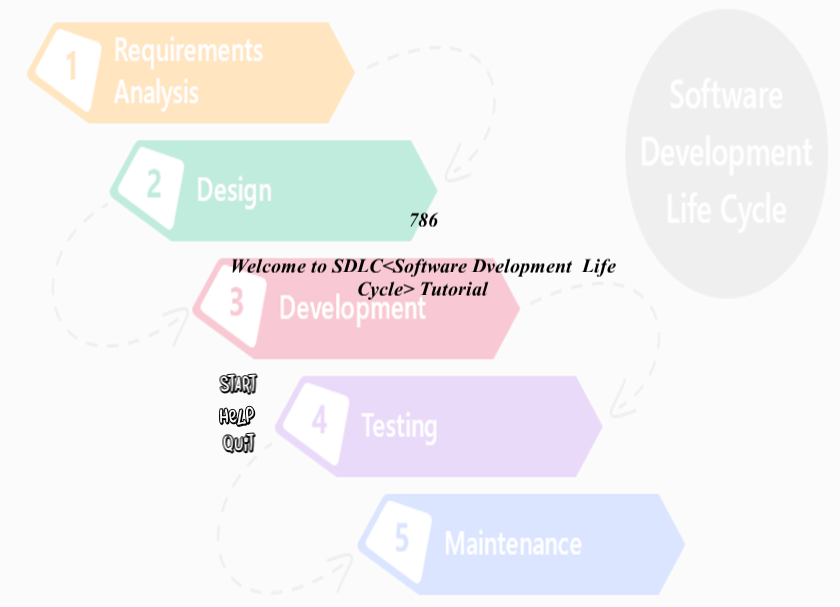 1
Requirements
Analysis
Software
Development
Life Cycle
2
Design
786
Welcome to SDLC<Software Dvelopment  Life
Cycle> Tutorial
3
Development
START
HeLP
QUiT
4
Testing
5
Maintenance